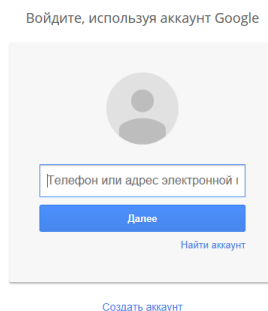 Войдите, используя аккаунт Google
Телефон или адрес электронной
Далее
Найти аккаунт
Создать аккаунт